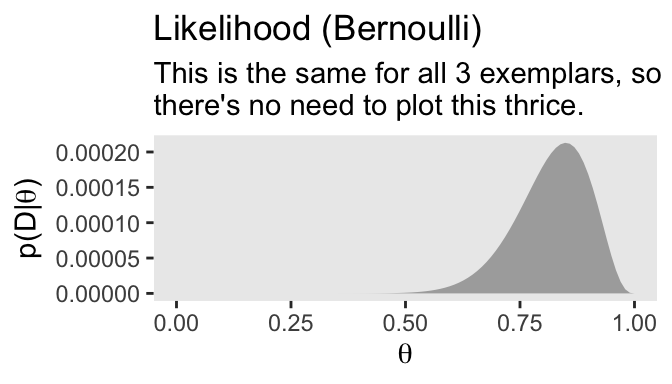 Likelihood (Bernoulli)
This is the same for all 3 exemplars, so
there's no need to plot this thrice.
p(D|θ)
0.00020
0.00015
0.00010
0.00005
0.00000
0.00 0.25 0.50 0.75 1.00
θ